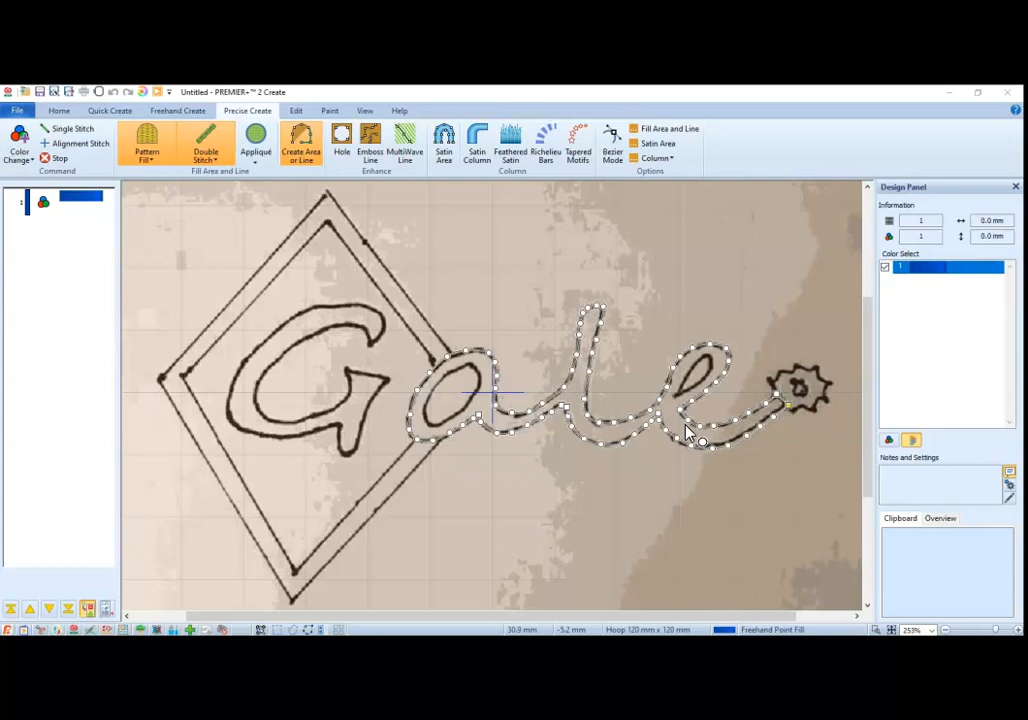 Untitled - PREMIER+™ 2 Create
File Home Quick Create Freehand Create Precise Create Edit Paint View Help
Color Change
Single Stitch
Alignment Stitch
Stop
Command
Pattern Fill
Double Stitch
Appliqué
Create Area or Line
Fill Area and Line
Hole
Emboss Line
MultiWave Line
Enhance
Satin Area
Satin Column
Feathered Satin
Richelieu Bars
Tapered Motifs
Column
Bezier Mode
Fill Area and Line
Satin Area
Column
Options
1
Gale
Design Panel
Information
1 0.0 mm
1 0.0 mm
Color Select
1
Notes and Settings
Clipboard Overview
30.9 mm -5.2 mm Hoop 120 mm x 120 mm Freehand Point Fill 253%